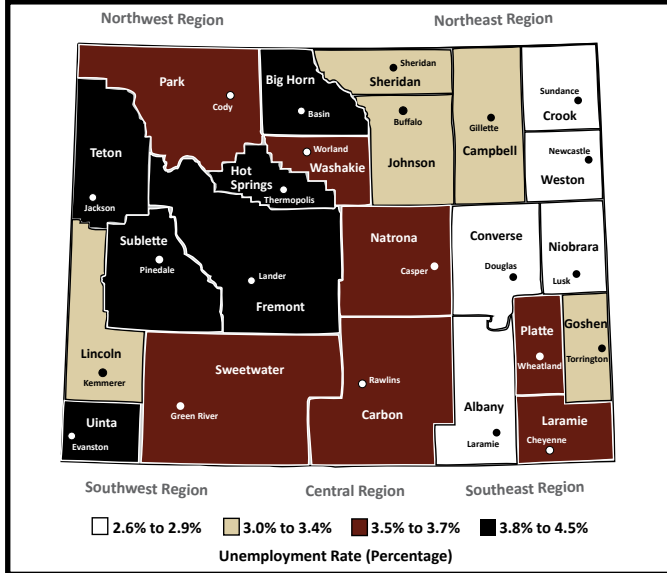 Northwest Region
Northeast Region
Park
Cody
Big Horn
Basin
Sheridan
Sheridan
Buffalo
Johnson
Gillette
Campbell
Sundance
Crook
Newcastle
Weston
Teton
Jackson
Hot
Springs
Thermopolis
Worland
Washakie
Sublette
Pinedale
Lander
Fremont
Natrona
Casper
Converse
Douglas
Niobrara
Lusk
Lincoln
Kemmerer
Sweetwater
Green River
Rawlins
Carbon
Albany
Laramie
Platte
Wheatland
Goshen
Torrington
Uinta
Evanston
Laramie
Cheyenne
Southwest Region
Central Region
Southeast Region
2.6% to 2.9%
3.0% to 3.4%
3.5% to 3.7%
3.8% to 4.5%
Unemployment Rate (Percentage)